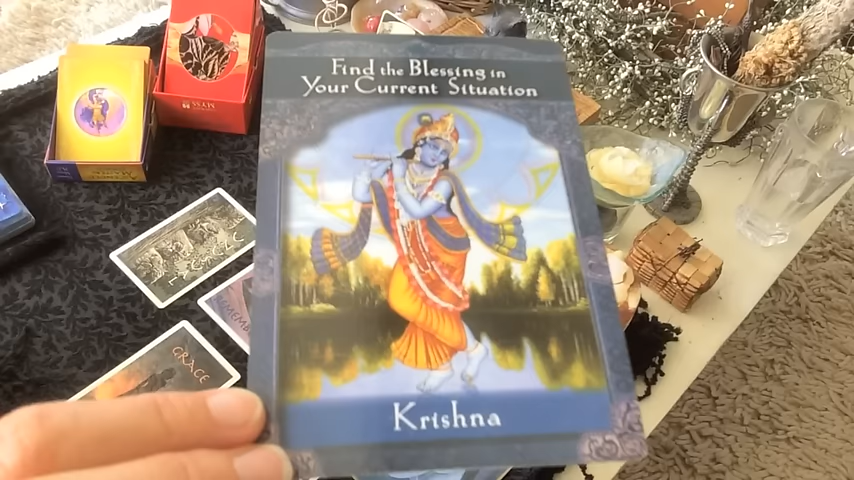 Find the Blessing in
Your Current Situation
Krishna
GRACE